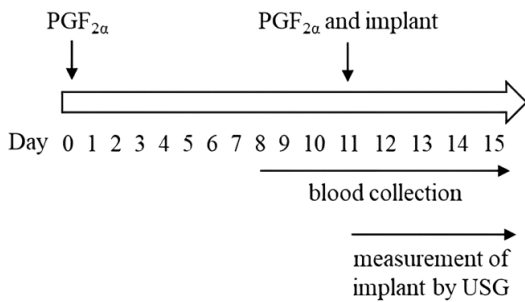 PGF2α PGF2α and implant
Day 0 1 2 3 4 5 6 7 8 9 10 11 12 13 14 15
blood collection
measurement of
implant by USG